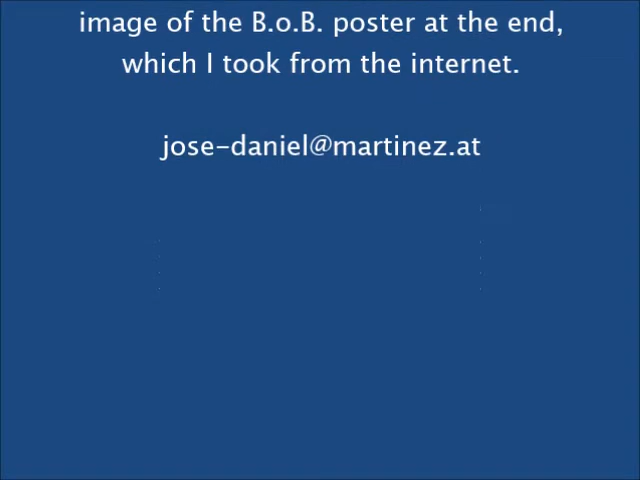 image of the B.o.B. poster at the end,
which I took from the internet.
jose-daniel@martinez.at